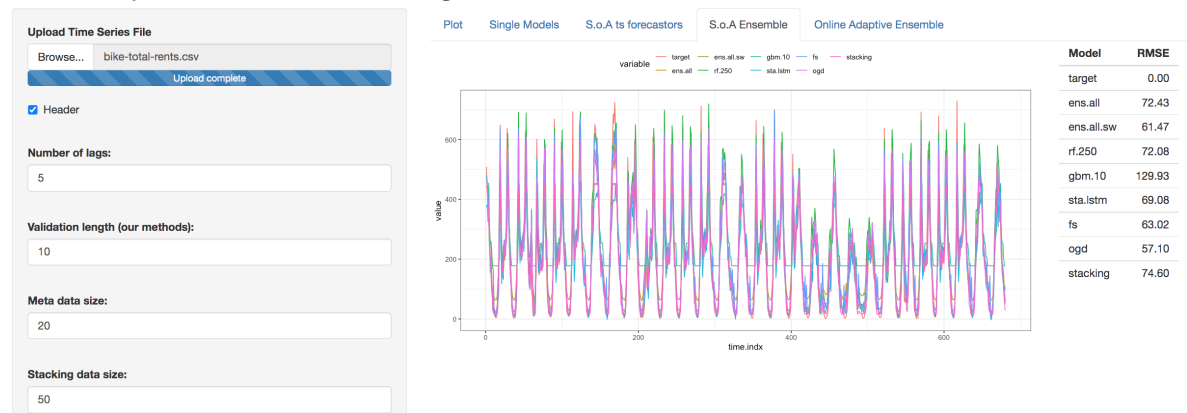 Upload Time Series File
Browse... bike-total-rents.csv
Upload complete
Header
Number of lags:
5
Validation length (our methods):
10
Meta data size:
20
Stacking data size:
50
Plot Single Models S.o.A ts forecastors S.o.A Ensemble Online Adaptive Ensemble
variable target ens.all.sw gbm.10 fs stacking
ens.all rf.250 sta.lstm ogd
600
400
200
0
value
0 200 400 600
time.indx
Model RMSE
target 0.00
ens.all 72.43
ens.all.sw 61.47
rf.250 72.08
gbm.10 129.93
sta.lstm 69.08
fs 63.02
ogd 57.10
stacking 74.60